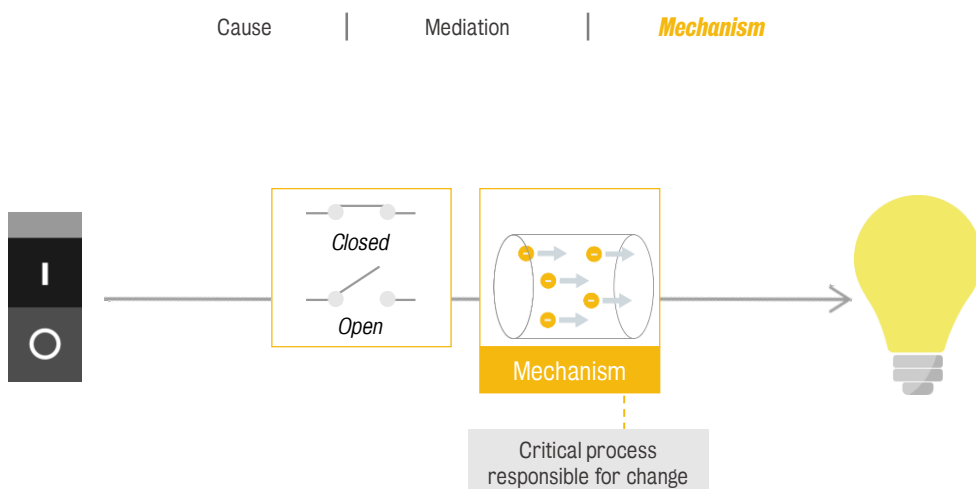 Cause | Mediation | Mechanism
I
O
Closed
Open
Mechanism
Critical process
responsible for change